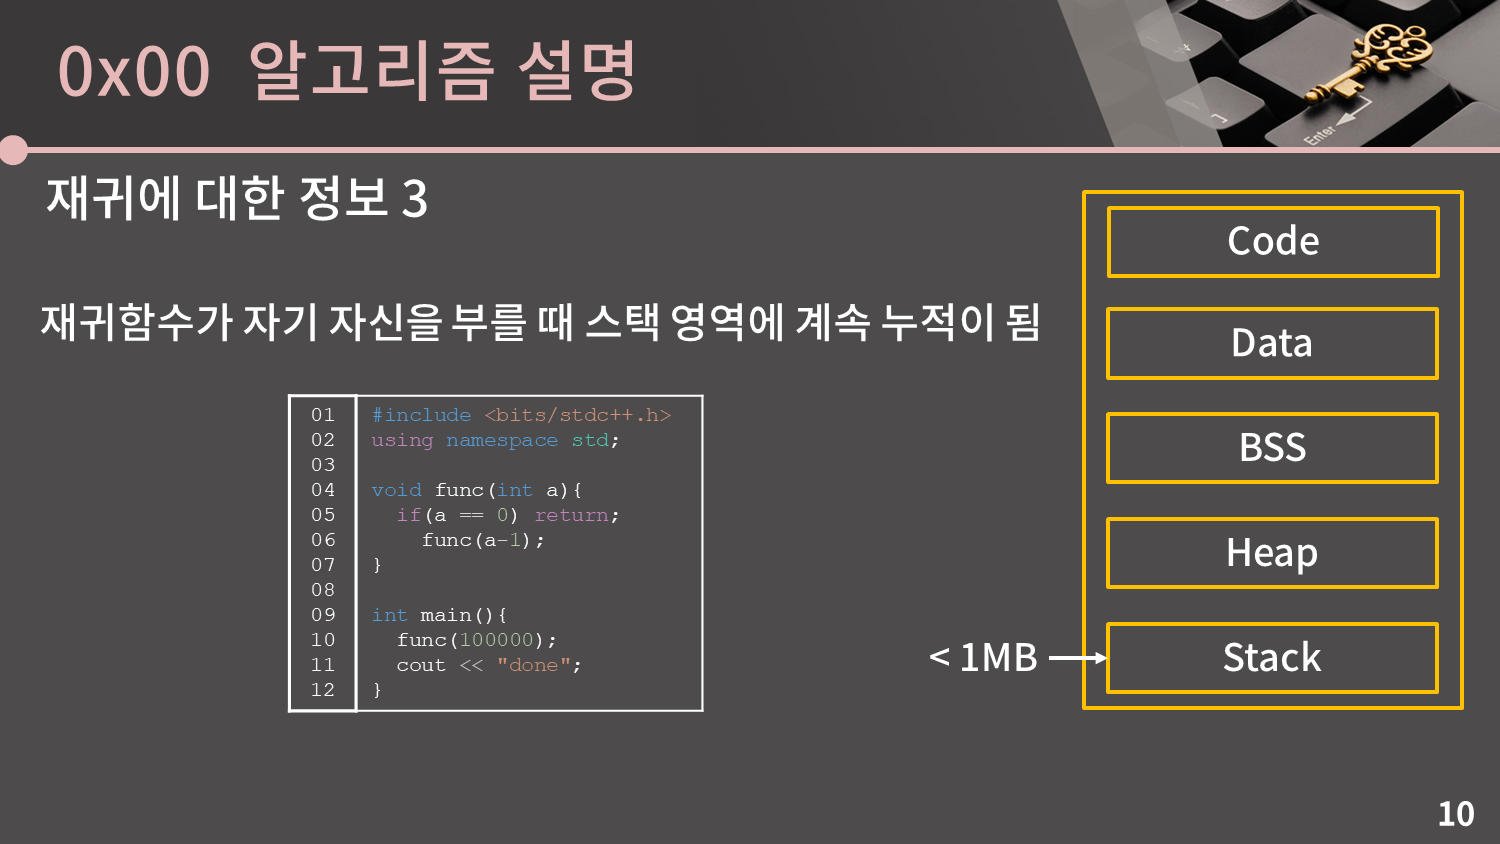 0x00 알고리즘 설명
재귀에 대한 정보 3
재귀함수가 자기 자신을 부를 때 스택 영역에 계속 누적이 됨
01 #include <bits/stdc++.h>
02 using namespace std;
03
04 void func(int a){
05   if(a == 0) return;
06     func(a-1);
07 }
08
09 int main(){
10   func(100000);
11   cout << "done";
12 }
Code
Data
BSS
Heap
< 1MB
Stack
Enter
10